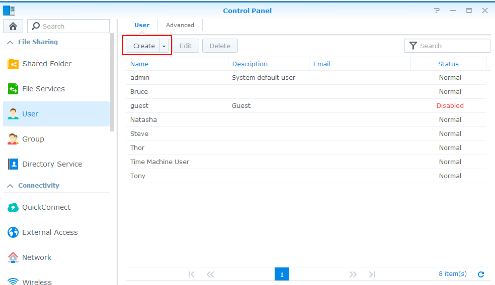 Control Panel
Search
User Advanced
File Sharing
Create Edit Delete Search
Shared Folder
Name Description Email Status
File Services
admin System default user Normal
Bruce Normal
User
guest Guest Disabled
Natasha Normal
Group
Steve Normal
Thor Normal
Directory Service
Time Machine User Normal
Connectivity
Tony Normal
QuickConnect
External Access
Network
1 8 item(s)
Wireless